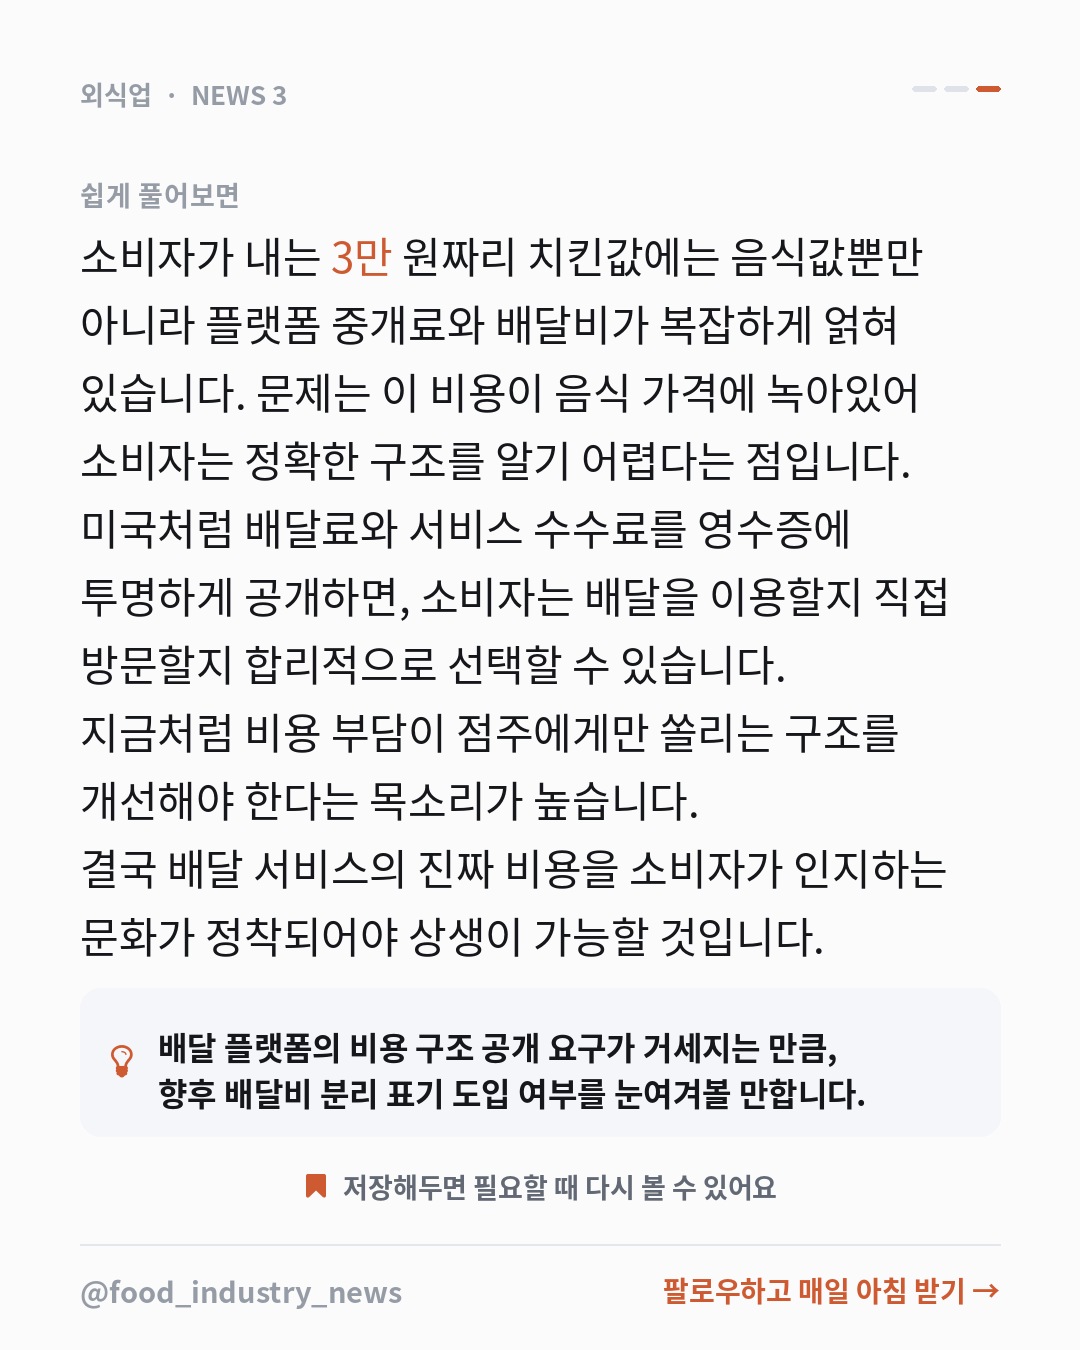 외식업 · NEWS 3
쉽게 풀어보면
소비자가 내는 3만 원짜리 치킨값에는 음식값뿐만
아니라 플랫폼 중개료와 배달비가 복잡하게 얽혀
있습니다. 문제는 이 비용이 음식 가격에 녹아있어
소비자는 정확한 구조를 알기 어렵다는 점입니다.
미국처럼 배달료와 서비스 수수료를 영수증에
투명하게 공개하면, 소비자는 배달을 이용할지 직접
방문할지 합리적으로 선택할 수 있습니다.
지금처럼 비용 부담이 점주에게만 쏠리는 구조를
개선해야 한다는 목소리가 높습니다.
결국 배달 서비스의 진짜 비용을 소비자가 인지하는
문화가 정착되어야 상생이 가능할 것입니다.
배달 플랫폼의 비용 구조 공개 요구가 거세지는 만큼,
향후 배달비 분리 표기 도입 여부를 눈여겨볼 만합니다.
저장해두면 필요할 때 다시 볼 수 있어요
@food_industry_news
팔로우하고 매일 아침 받기 →